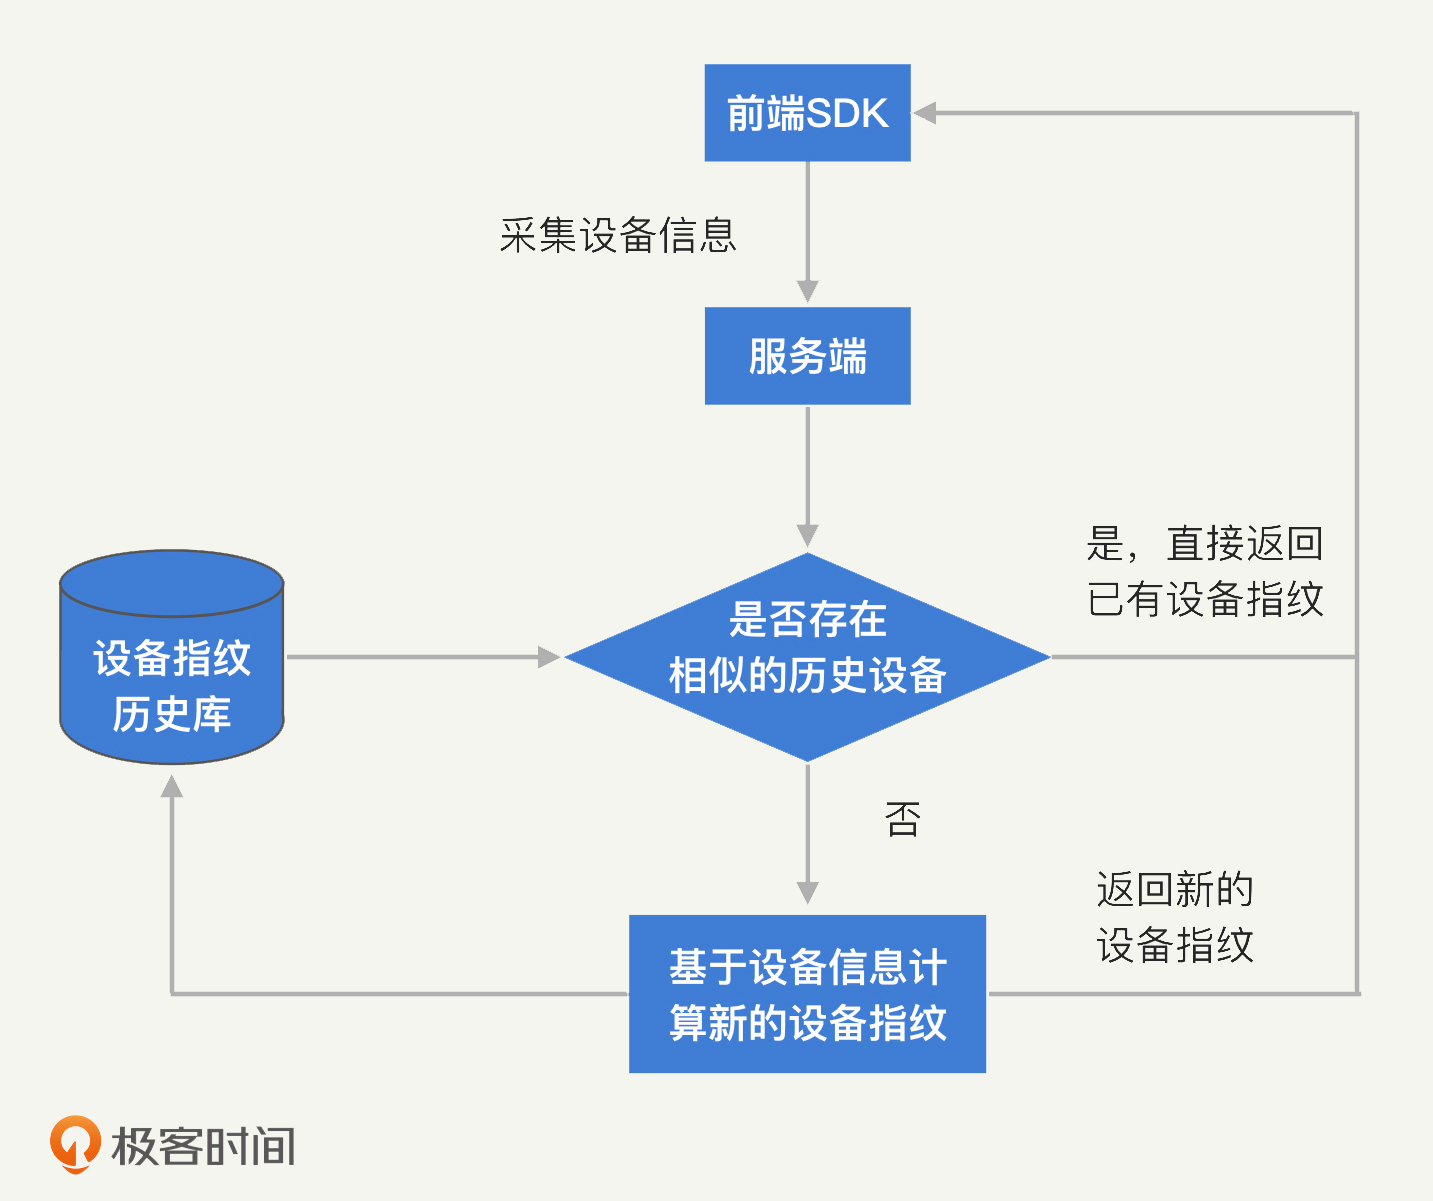 前端SDK
采集设备信息
服务端
是，直接返回
已有设备指纹
是否存在
相似的历史设备
设备指纹
历史库
否
返回新的
设备指纹
基于设备信息计
算新的设备指纹
极客时间